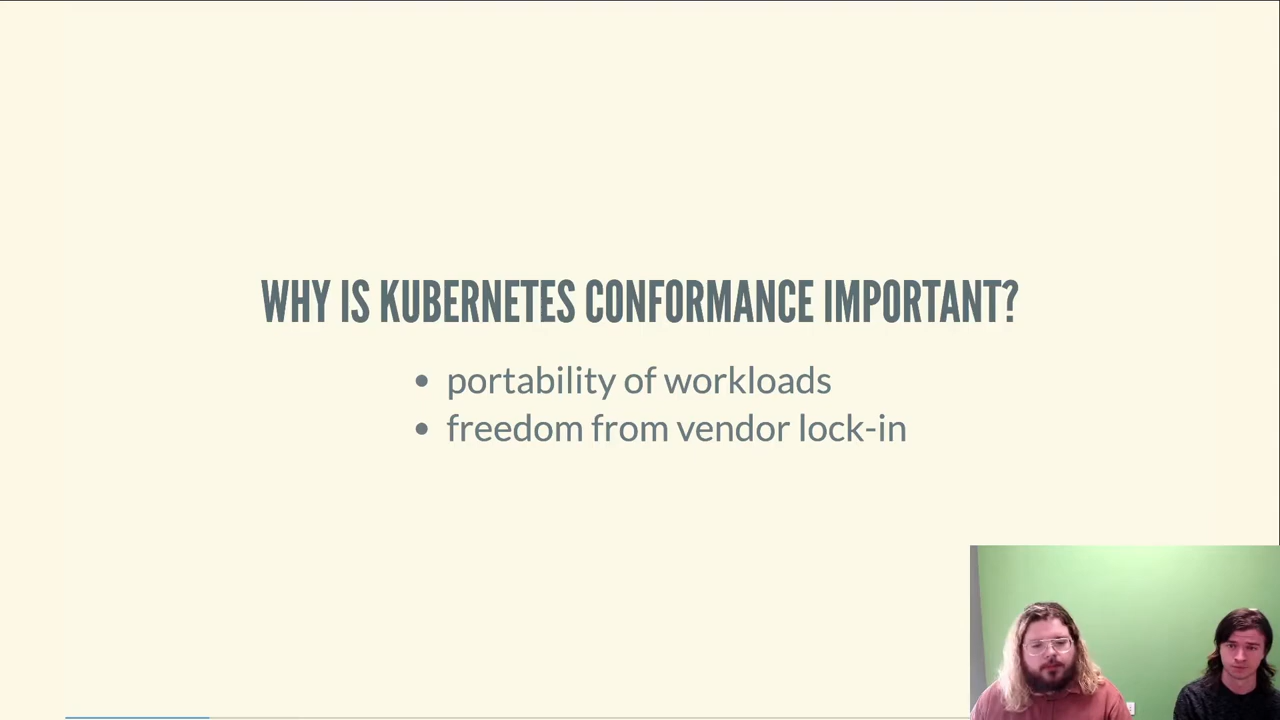 WHY IS KUBERNETES CONFORMANCE IMPORTANT?
• portability of workloads
• freedom from vendor lock-in